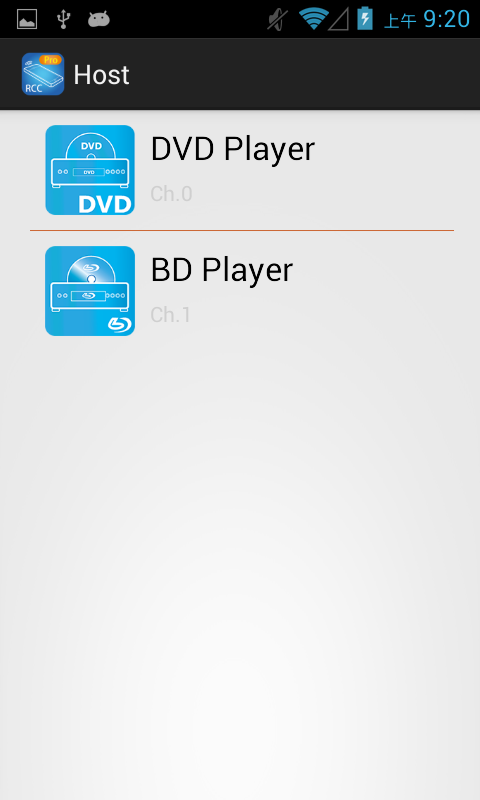 上午 9:20
Pro
RCC
Host
DVD
DVD
DVD
DVD Player
Ch.0
BD Player
Ch.1